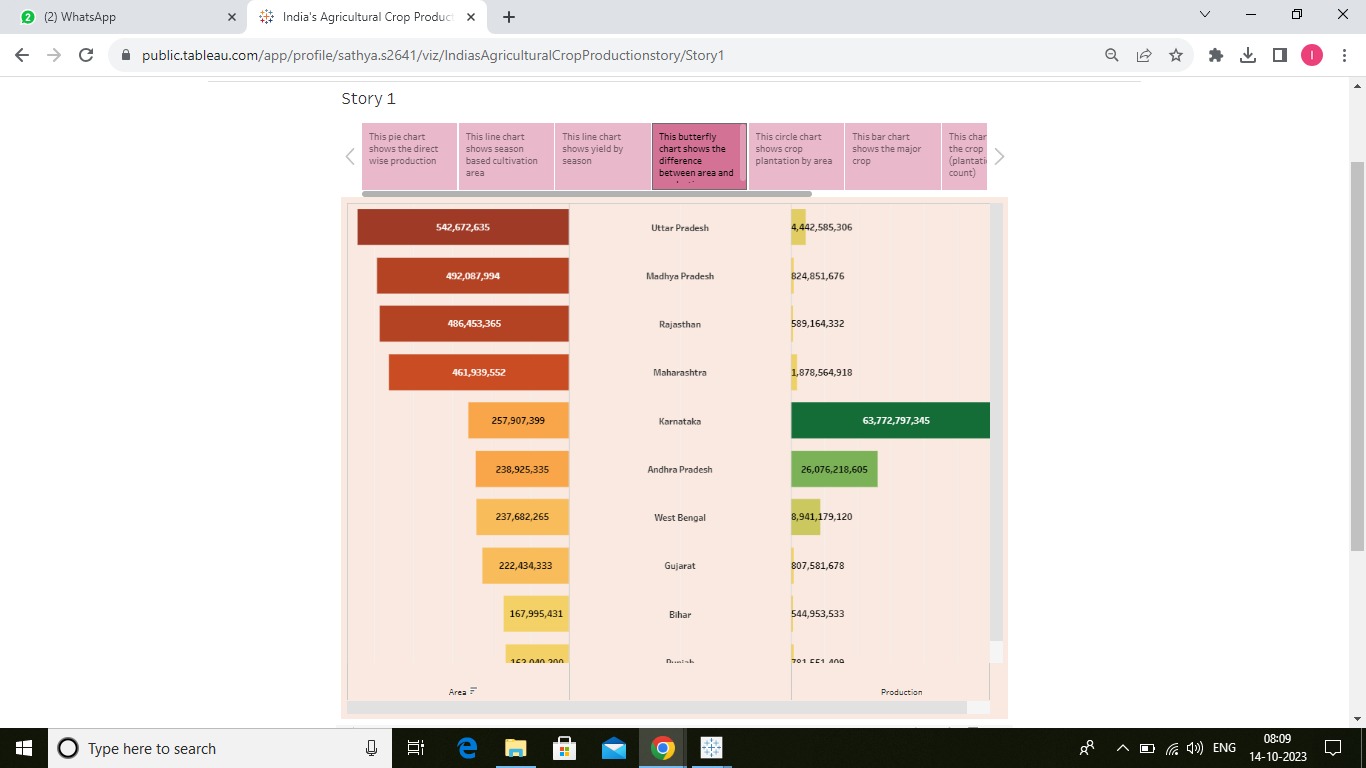 (2) WhatsApp
India's Agricultural Crop Produc
public.tableau.com/app/profile/sathya.s2641/viz/IndiasAgriculturalCropProductionstory/Story1
I
Story 1
This pie chart
shows the direct
wise production
This line chart
shows season
based cultivation
area
This line chart
shows yield by
season
This butterfly
chart shows the
difference
between area and
This circle chart
shows crop
plantation by area
This bar chart
shows the major
crop
This char
the crop
(plantati
count)
542,672,635 Uttar Pradesh 4,442,585,306
492,087,994 Madhya Pradesh 824,851,676
486,453,365 Rajasthan 589,164,332
461,939,552 Maharashtra 1,878,564,918
257,907,399 Karnataka 63,772,797,345
238,925,335 Andhra Pradesh 26,076,218,605
237,682,265 West Bengal 8,941,179,120
222,434,333 Gujarat 807,581,678
167,995,431 Bihar 544,953,533
Punjab
Area Production
Type here to search
ENG
08:09
14-10-2023